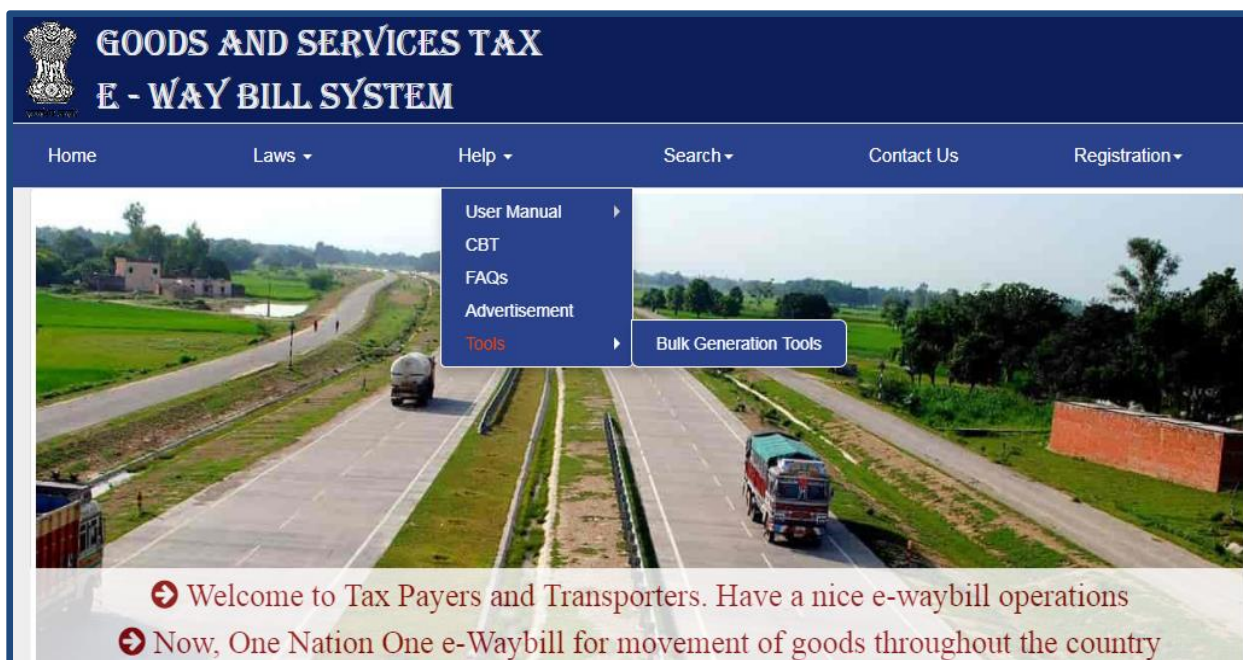 GOODS AND SERVICES TAX
E - WAY BILL SYSTEM
Home Laws Help Search Contact Us Registration
User Manual
CBT
FAQs
Advertisement
Tools Bulk Generation Tools
Welcome to Tax Payers and Transporters. Have a nice e-waybill operations
Now, One Nation One e-Waybill for movement of goods throughout the country